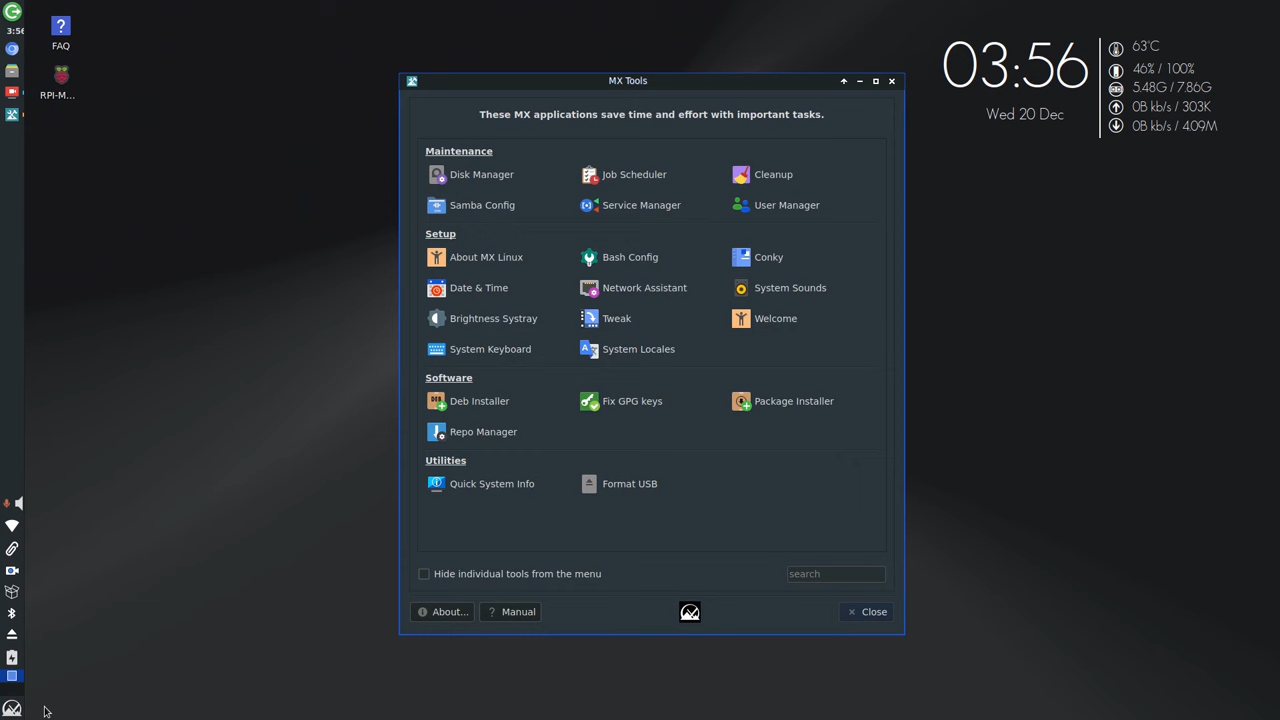 3:56
FAQ
RPI-M...
MX Tools
These MX applications save time and effort with important tasks.
Maintenance
Disk Manager
Job Scheduler
Cleanup
Samba Config
Service Manager
User Manager
Setup
About MX Linux
Bash Config
Conky
Date & Time
Network Assistant
System Sounds
Brightness Systray
Tweak
Welcome
System Keyboard
System Locales
Software
Deb Installer
Fix GPG keys
Package Installer
Repo Manager
Utilities
Quick System Info
Format USB
Hide individual tools from the menu
search
About...
? Manual
Close
03:56
Wed 20 Dec
63°C
46% / 100%
5.48G / 7.86G
0B kb/s / 303K
0B kb/s / 4.09M